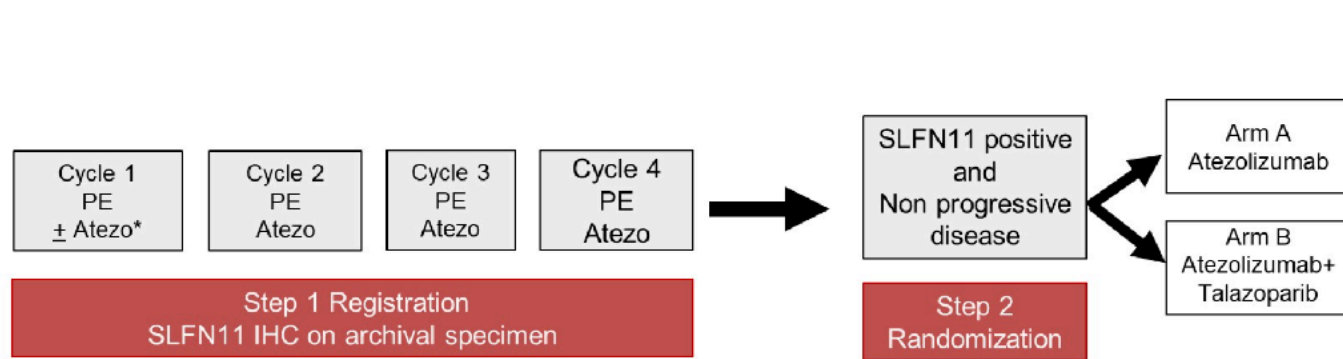 Cycle 1
PE
± Atezo*
Cycle 2
PE
Atezo
Cycle 3
PE
Atezo
Cycle 4
PE
Atezo
Step 1 Registration
SLFN11 IHC on archival specimen
SLFN11 positive
and
Non progressive
disease
Step 2
Randomization
Arm A
Atezolizumab
Arm B
Atezolizumab+
Talazoparib